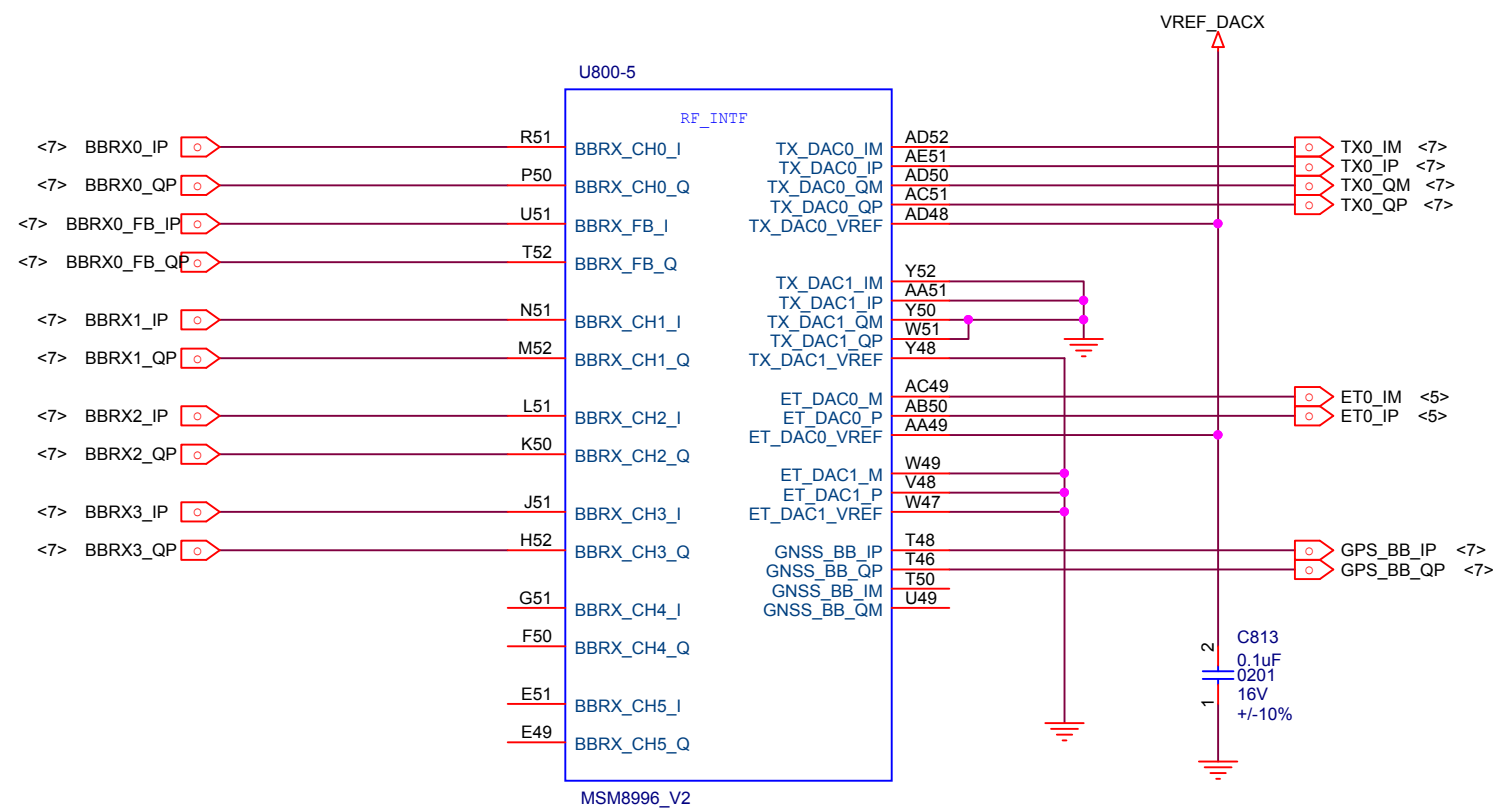 VREF_DACX
U800-5
RF_INTF
<7> BBRX0_IP R51 BBRX_CH0_I
<7> BBRX0_QP P50 BBRX_CH0_Q
<7> BBRX0_FB_IP U51 BBRX_FB_I
<7> BBRX0_FB_QP T52 BBRX_FB_Q
<7> BBRX1_IP N51 BBRX_CH1_I
<7> BBRX1_QP M52 BBRX_CH1_Q
<7> BBRX2_IP L51 BBRX_CH2_I
<7> BBRX2_QP K50 BBRX_CH2_Q
<7> BBRX3_IP J51 BBRX_CH3_I
<7> BBRX3_QP H52 BBRX_CH3_Q
G51 BBRX_CH4_I
F50 BBRX_CH4_Q
E51 BBRX_CH5_I
E49 BBRX_CH5_Q
TX_DAC0_IM AD52 TX0_IM <7>
TX_DAC0_IP AE51 TX0_IP <7>
TX_DAC0_QM AD50 TX0_QM <7>
TX_DAC0_QP AC51 TX0_QP <7>
TX_DAC0_VREF AD48
TX_DAC1_IM Y52
TX_DAC1_IP AA51
TX_DAC1_QM Y50
TX_DAC1_QP W51
TX_DAC1_VREF Y48
ET_DAC0_M AC49 ET0_IM <5>
ET_DAC0_P AB50 ET0_IP <5>
ET_DAC0_VREF AA49
ET_DAC1_M W49
ET_DAC1_P V48
ET_DAC1_VREF W47
GNSS_BB_IP T48 GPS_BB_IP <7>
GNSS_BB_QP T46 GPS_BB_QP <7>
GNSS_BB_IM T50
GNSS_BB_QM U49
2
1
C813
0.1uF
0201
16V
+/-10%
MSM8996_V2